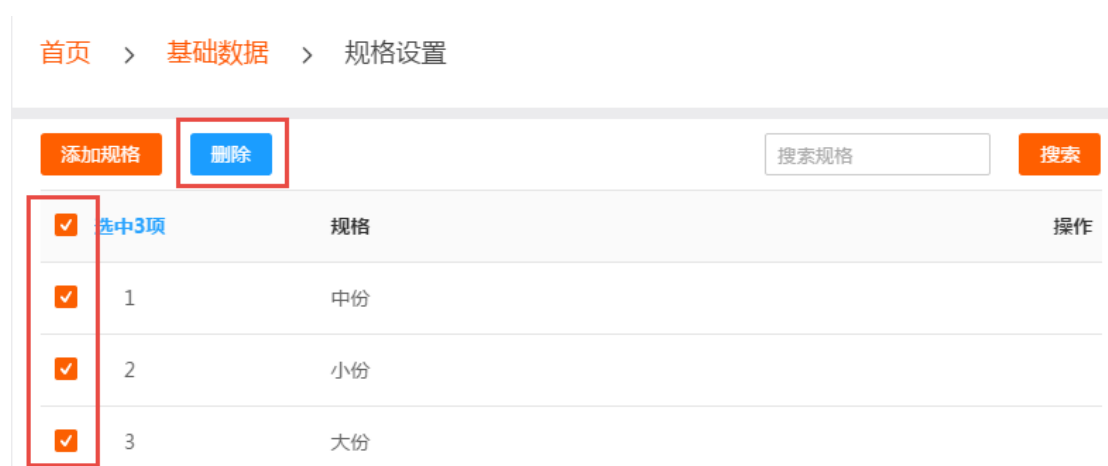 首页 > 基础数据 > 规格设置
添加规格 删除 搜索规格 搜索
选中3项 规格 操作
1 中份
2 小份
3 大份